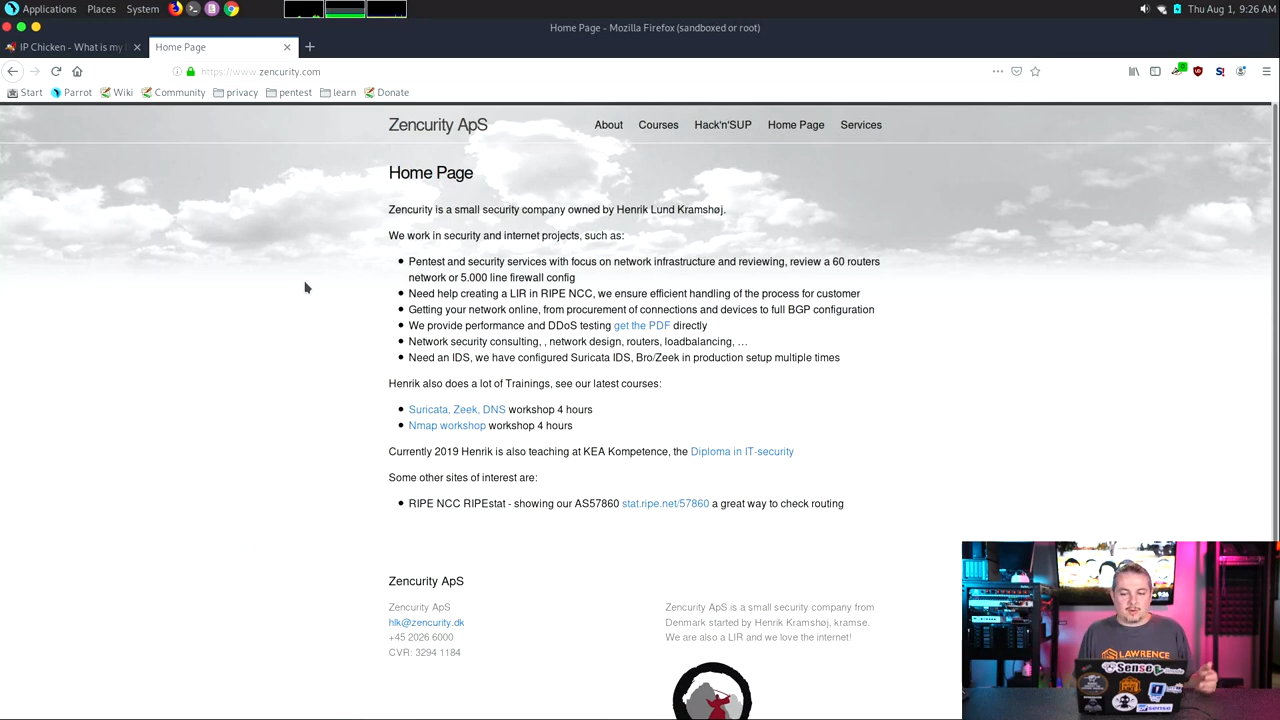 Applications Places System
Thu Aug 1, 9:26 AM
Home Page - Mozilla Firefox (sandboxed or root)
IP Chicken - What is my
Home Page
https://www.zencurity.com
Start Parrot Wiki Community privacy pentest learn Donate
Zencurity ApS
About Courses Hack'n'SUP Home Page Services
Home Page
Zencurity is a small security company owned by Henrik Lund Kramshøj.
We work in security and internet projects, such as:
Pentest and security services with focus on network infrastructure and reviewing, review a 60 routers
network or 5.000 line firewall config
Need help creating a LIR in RIPE NCC, we ensure efficient handling of the process for customer
Getting your network online, from procurement of connections and devices to full BGP configuration
We provide performance and DDoS testing get the PDF directly
Network security consulting, , network design, routers, loadbalancing, …
Need an IDS, we have configured Suricata IDS, Bro/Zeek in production setup multiple times
Henrik also does a lot of Trainings, see our latest courses:
Suricata, Zeek, DNS workshop 4 hours
Nmap workshop workshop 4 hours
Currently 2019 Henrik is also teaching at KEA Kompetence, the Diploma in IT-security
Some other sites of interest are:
RIPE NCC RIPEstat - showing our AS57860 stat.ripe.net/57860 a great way to check routing
Zencurity ApS
Zencurity ApS
hlk@zencurity.dk
+45 2026 6000
CVR: 3294 1184
Zencurity ApS is a small security company from
Denmark started by Henrik Kramshøj, kramse.
We are also a LIR and we love the internet!
LAWRENCE
Sense
sense